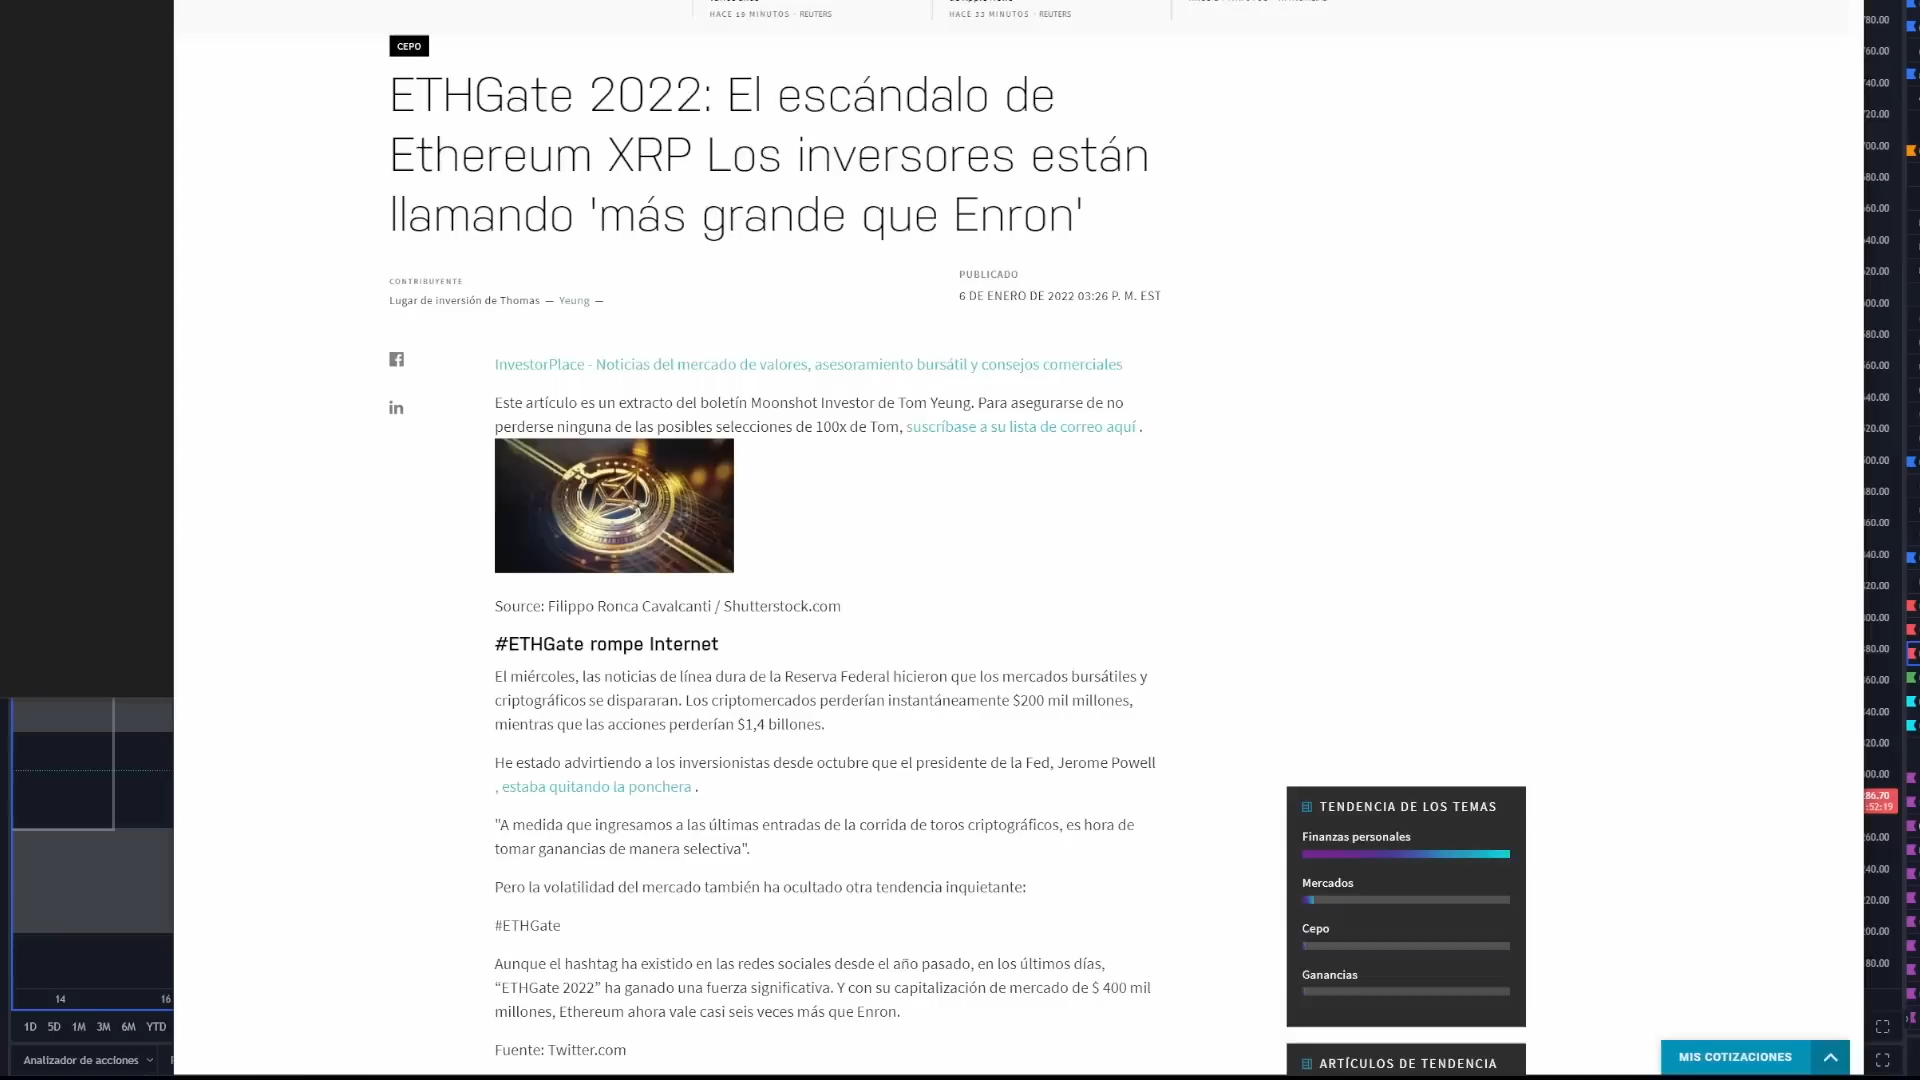 HACE 19 MINUTOS - REUTERS
HACE 33 MINUTOS - REUTERS
CEPO
ETHGate 2022: El escándalo de
Ethereum XRP Los inversores están
llamando 'más grande que Enron'
CONTRIBUYENTE
Lugar de inversión de Thomas — Yeung —
PUBLICADO
6 DE ENERO DE 2022 03:26 P. M. EST
InvestorPlace - Noticias del mercado de valores, asesoramiento bursátil y consejos comerciales
Este artículo es un extracto del boletín Moonshot Investor de Tom Yeung. Para asegurarse de no
perderse ninguna de las posibles selecciones de 100x de Tom, suscríbase a su lista de correo aquí .
Source: Filippo Ronca Cavalcanti / Shutterstock.com
#ETHGate rompe Internet
El miércoles, las noticias de línea dura de la Reserva Federal hicieron que los mercados bursátiles y
criptográficos se dispararan. Los criptomercados perderían instantáneamente $200 mil millones,
mientras que las acciones perderían $1,4 billones.
He estado advirtiendo a los inversionistas desde octubre que el presidente de la Fed, Jerome Powell
, estaba quitando la ponchera .
"A medida que ingresamos a las últimas entradas de la corrida de toros criptográficos, es hora de
tomar ganancias de manera selectiva".
Pero la volatilidad del mercado también ha ocultado otra tendencia inquietante:
#ETHGate
Aunque el hashtag ha existido en las redes sociales desde el año pasado, en los últimos días,
“ETHGate 2022” ha ganado una fuerza significativa. Y con su capitalización de mercado de $ 400 mil
millones, Ethereum ahora vale casi seis veces más que Enron.
Fuente: Twitter.com
TENDENCIA DE LOS TEMAS
Finanzas personales
Mercados
Cepo
Ganancias
ARTÍCULOS DE TENDENCIA
MIS COTIZACIONES
14 16
1D 5D 1M 3M 6M YTD
Analizador de acciones